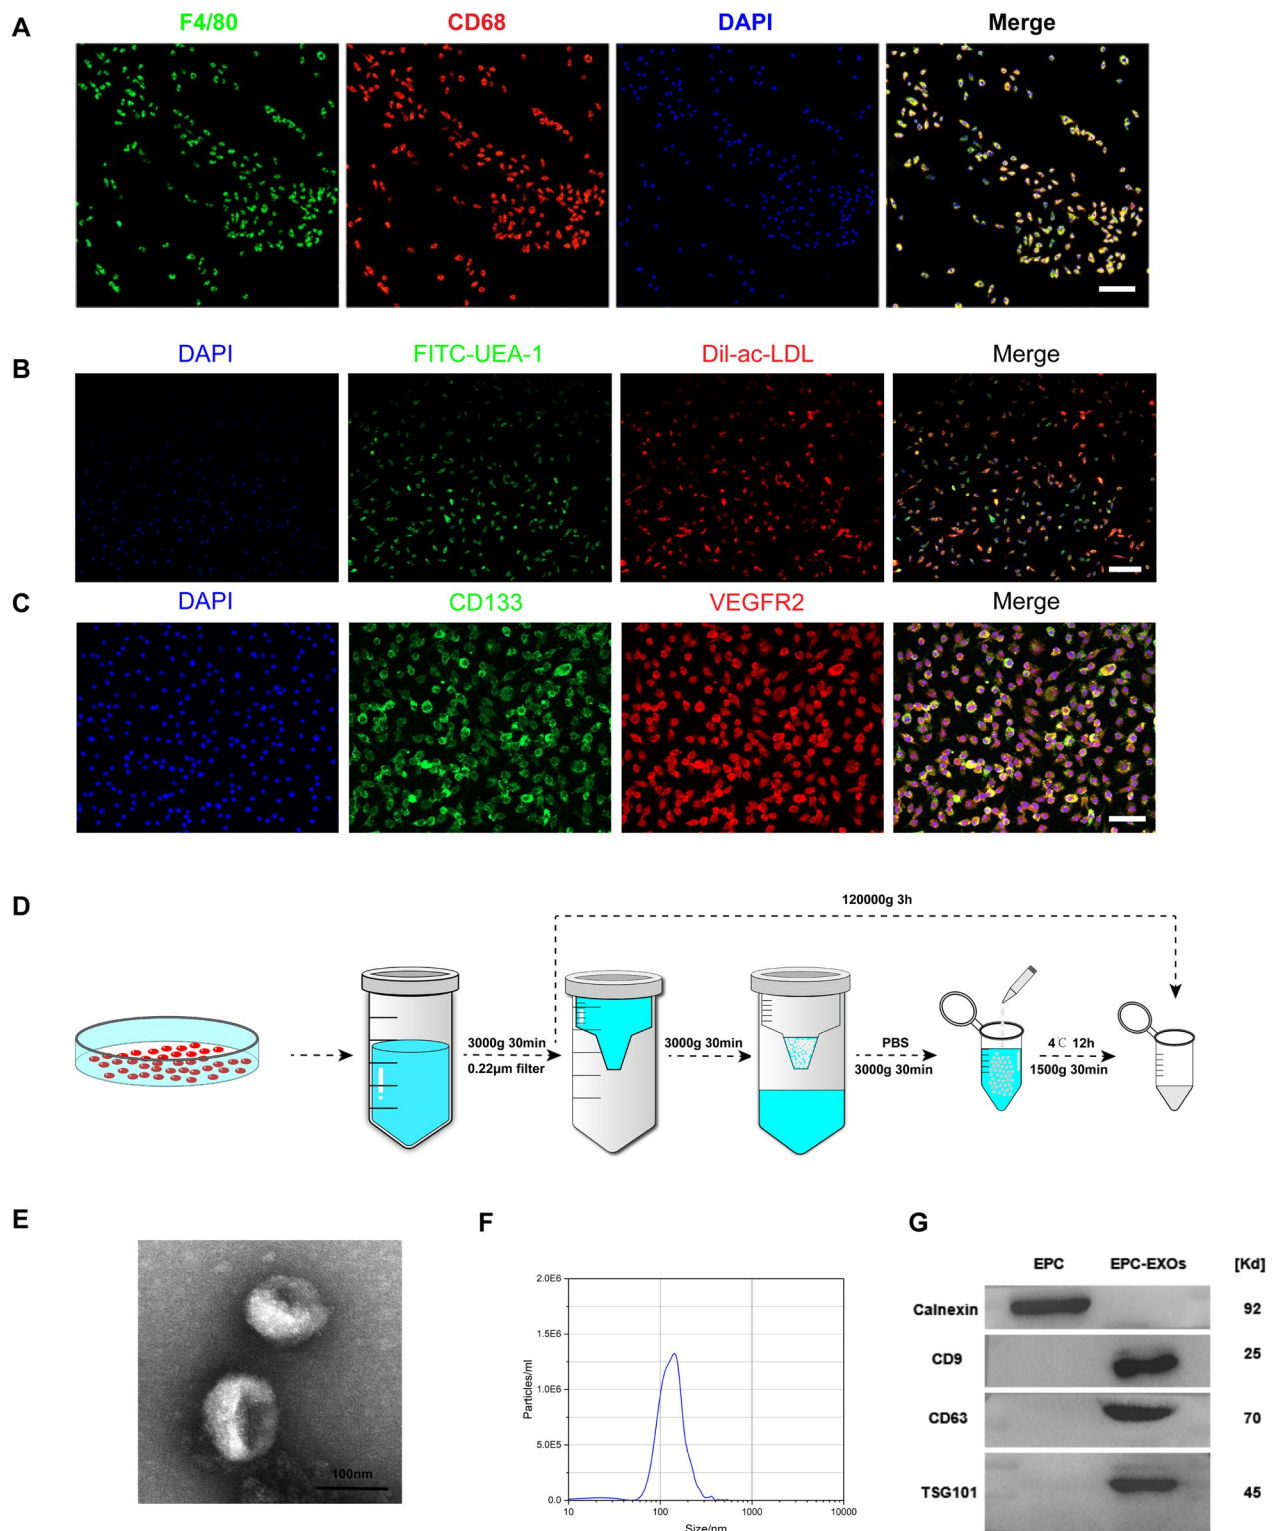 A
F4/80 CD68 DAPI Merge
B
DAPI FITC-UEA-1 Dil-ac-LDL Merge
C
DAPI CD133 VEGFR2 Merge
D
120000g 3h
3000g 30min
0.22μm filter
3000g 30min
PBS
3000g 30min
4℃ 12h
1500g 30min
E
100nm
F
2.0E6
1.5E6
1.0E6
5.0E5
0.0
Particles/ml
10 100 1000 10000
Size/nm
G
EPC EPC-EXOs [Kd]
Calnexin 92
CD9 25
CD63 70
TSG101 45